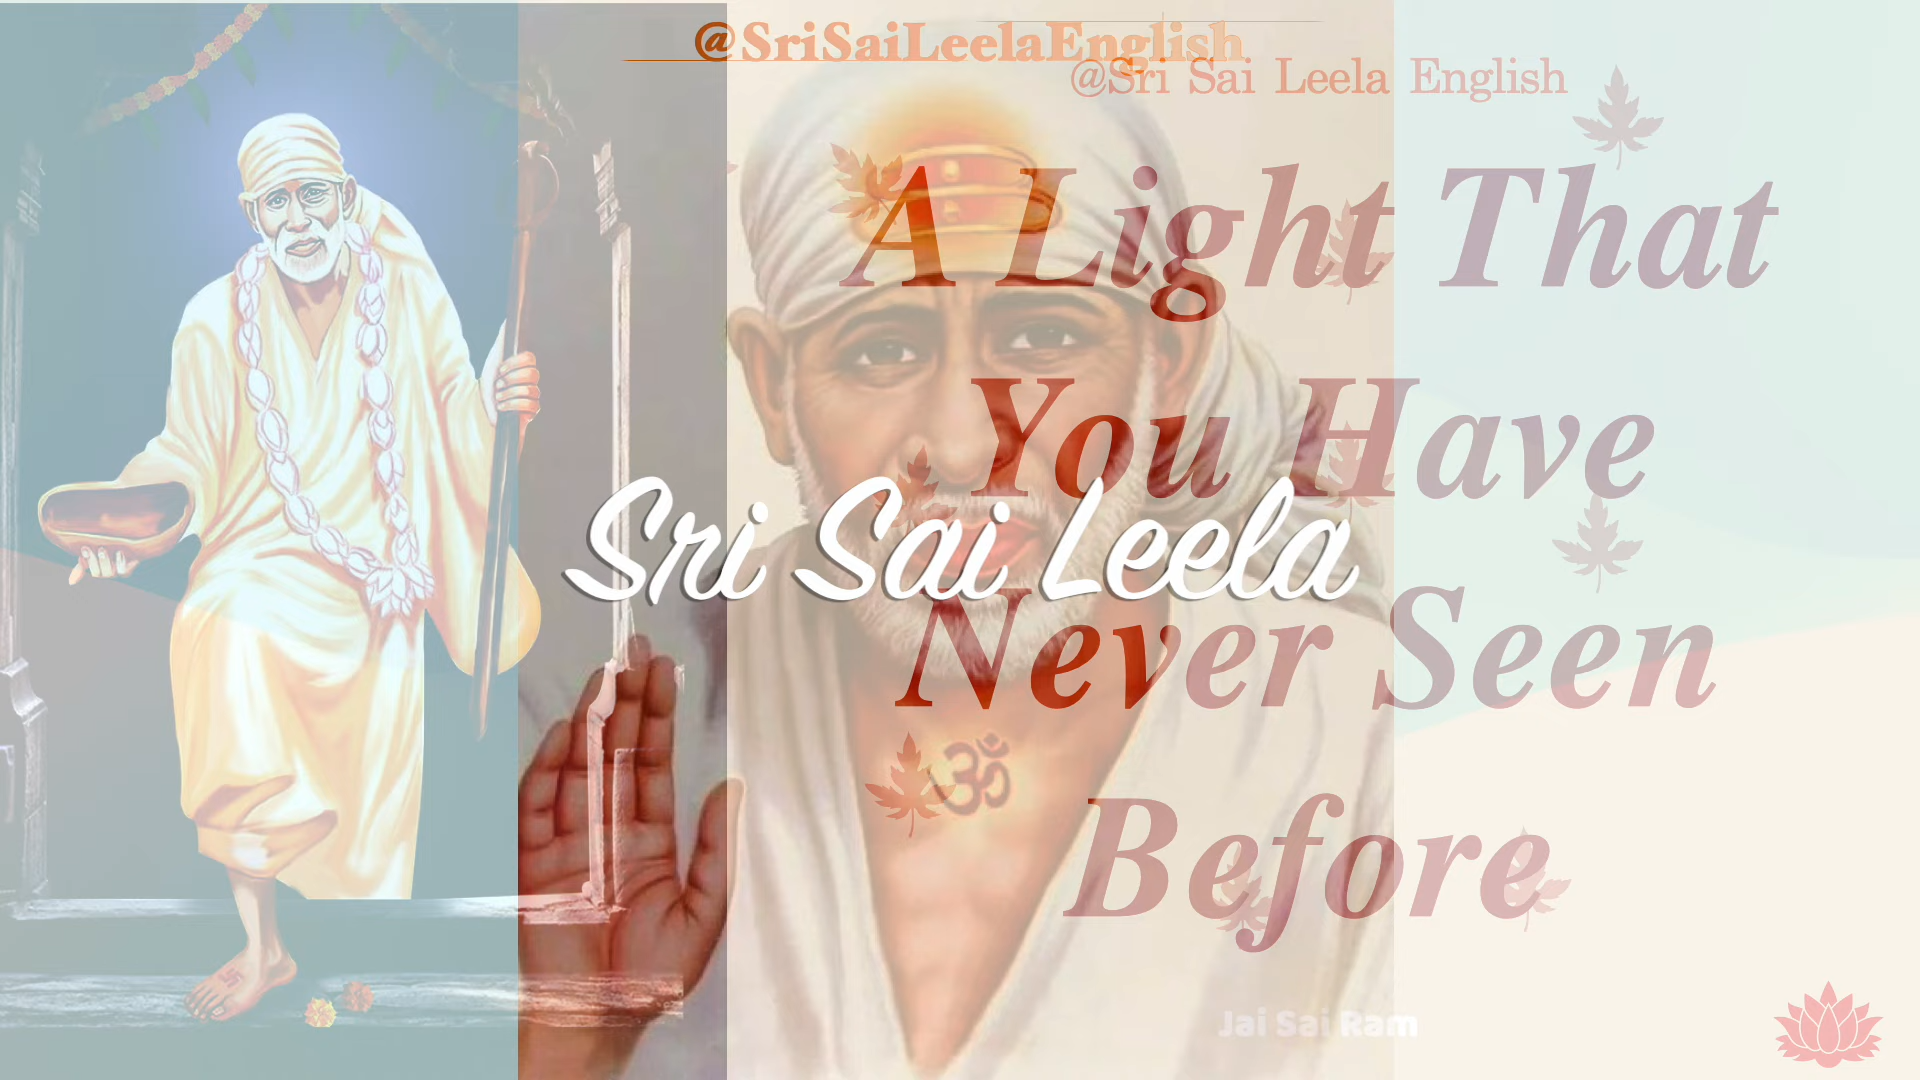 @SriSaiLeelaEnglish
@Sri Sai Leela English
A Light That
You Have
Sri Sai Leela
Never Seen
ॐ
Before
Jai Sai Ram